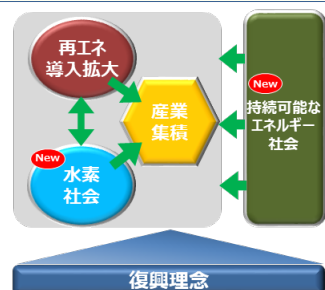 再エネ
導入拡大
産業
集積
New
水素
社会
New
持続可能な
エネルギー
社会
復興理念